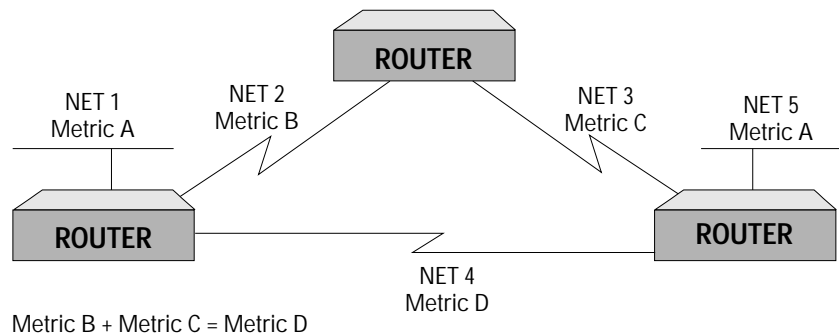 ROUTER
NET 1
Metric A
NET 2
Metric B
NET 3
Metric C
NET 5
Metric A
ROUTER
ROUTER
NET 4
Metric D
Metric B + Metric C = Metric D